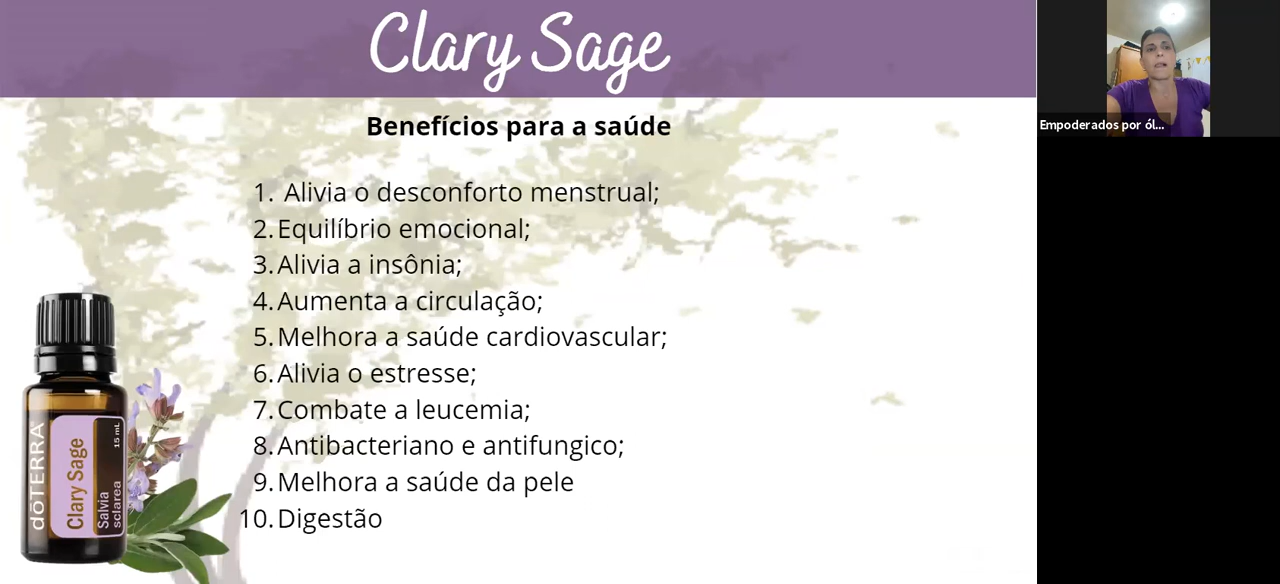 Clary Sage
Benefícios para a saúde
1. Alivia o desconforto menstrual;
2. Equilíbrio emocional;
3. Alivia a insônia;
4. Aumenta a circulação;
5. Melhora a saúde cardiovascular;
6. Alivia o estresse;
7. Combate a leucemia;
8. Antibacteriano e antifungico;
9. Melhora a saúde da pele
10. Digestão
dōTERRA
Clary Sage
Salvia
sclarea
15 mL
Empoderados por ól...